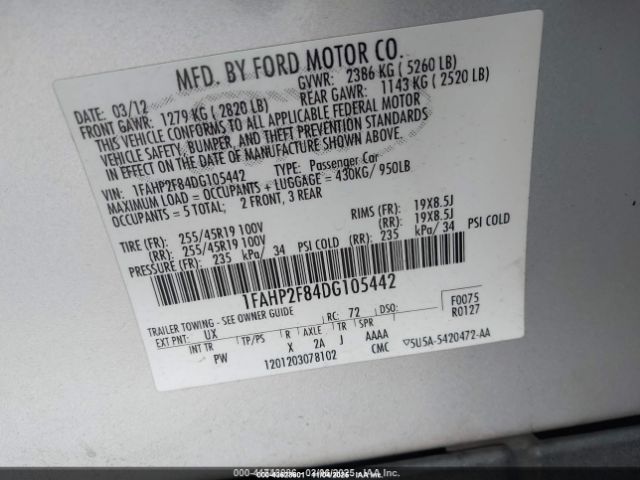 MFD. BY FORD MOTOR CO.
DATE: 03/12 GVWR: 2386 KG ( 5260 LB)
FRONT GAWR: 1279 KG ( 2820 LB) REAR GAWR: 1143 KG ( 2520 LB)
THIS VEHICLE CONFORMS TO ALL APPLICABLE FEDERAL MOTOR
VEHICLE SAFETY, BUMPER, AND THEFT PREVENTION STANDARDS
IN EFFECT ON THE DATE OF MANUFACTURE SHOWN ABOVE.
VIN: 1FAHP2F84DG105442 TYPE: Passenger Car
MAXIMUM LOAD = OCCUPANTS + LUGGAGE = 430KG/ 950LB
OCCUPANTS = 5 TOTAL; 2 FRONT, 3 REAR
TIRE (FR): 255/45R19 100V RIMS (FR): 19X8.5J
(RR): 255/45R19 100V (RR): 19X8.5J
PRESSURE (FR): 235 kPa/ 34 PSI COLD (RR): 235 kPa/ 34 PSI COLD
1FAHP2F84DG105442
TRAILER TOWING - SEE OWNER GUIDE
EXT PNT: UX RC: 72 DSO: F0075
INT TR TP/PS R AXLE TR SPR R0127
PW X 2A J AAAA
1201203078102 CMC ▽5U5A-5420472-AA
11/04/2025 IAA Inc.